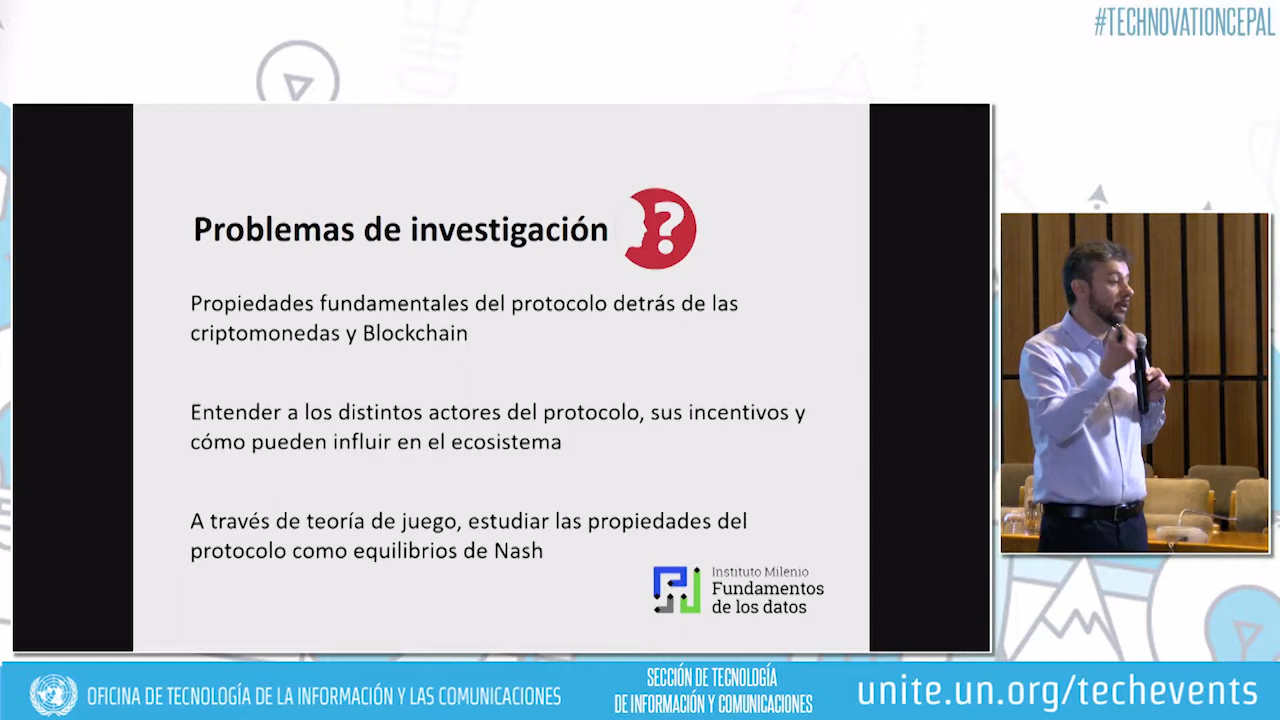 #TECHNOVATIONCEPAL
Problemas de investigación
?
Propiedades fundamentales del protocolo detrás de las
criptomonedas y Blockchain
Entender a los distintos actores del protocolo, sus incentivos y
cómo pueden influir en el ecosistema
A través de teoría de juego, estudiar las propiedades del
protocolo como equilibrios de Nash
Instituto Milenio
Fundamentos
de los datos
OFICINA DE TECNOLOGÍA DE LA INFORMACIÓN Y LAS COMUNICACIONES
SECCIÓN DE TECNOLOGÍA
DE INFORMACIÓN Y COMUNICACIONES
unite.un.org/techevents